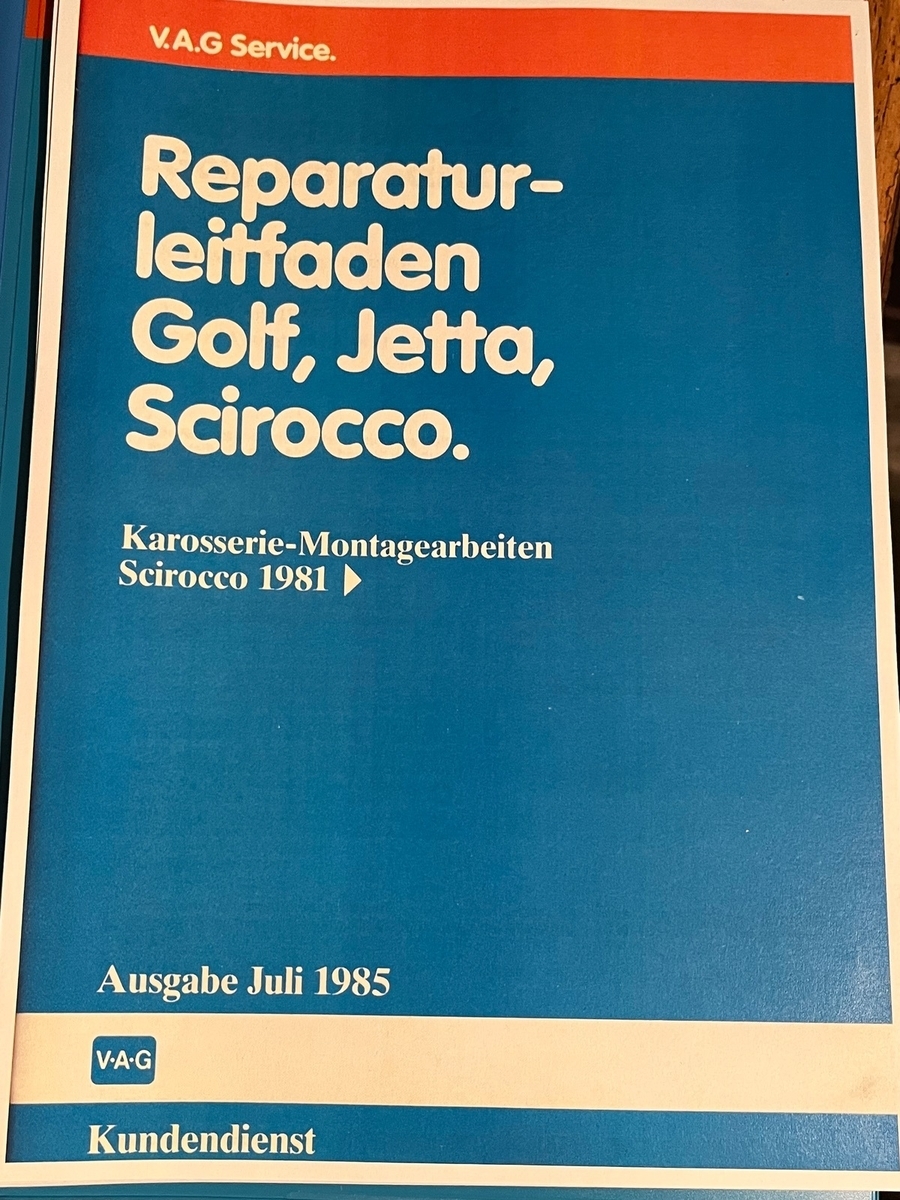 V.A.G Service.
Reparatur-
leitfaden
Golf, Jetta,
Scirocco.
Karosserie-Montagearbeiten
Scirocco 1981 ▶
Ausgabe Juli 1985
V·A·G
Kundendienst